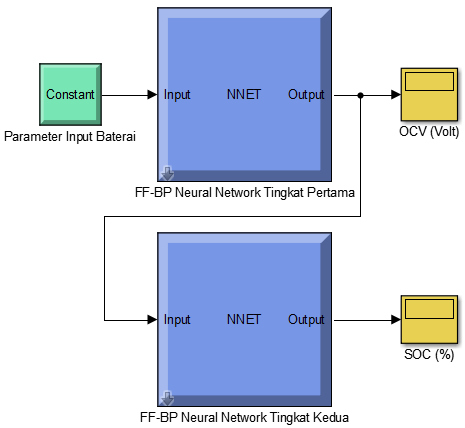 Constant
Parameter Input Baterai
Input NNET Output
FF-BP Neural Network Tingkat Pertama
OCV (Volt)
Input NNET Output
FF-BP Neural Network Tingkat Kedua
SOC (%)